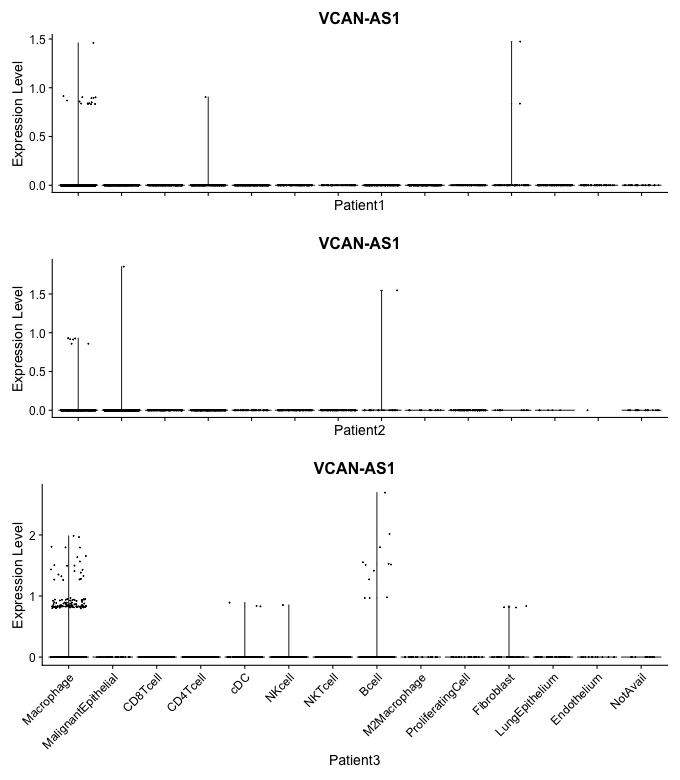 VCAN-AS1
Expression Level
1.5
1.0
0.5
0.0
Patient1
VCAN-AS1
Expression Level
1.5
1.0
0.5
0.0
Patient2
VCAN-AS1
Expression Level
2
1
0
Macrophage
MalignantEpithelial
CD8Tcell
CD4Tcell
cDC
NKcell
NKTcell
Bcell
M2Macrophage
ProliferatingCell
Fibroblast
LungEpithelium
Endothelium
NotAvail
Patient3